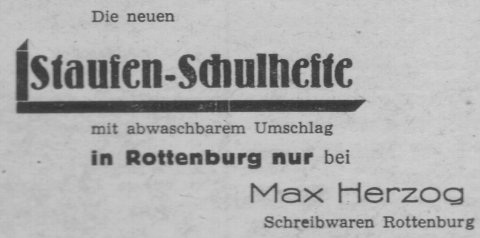 Die neuen
Staufen-Schulhefte
mit abwaschbarem Umschlag
in Rottenburg nur bei
Max Herzog
Schreibwaren Rottenburg